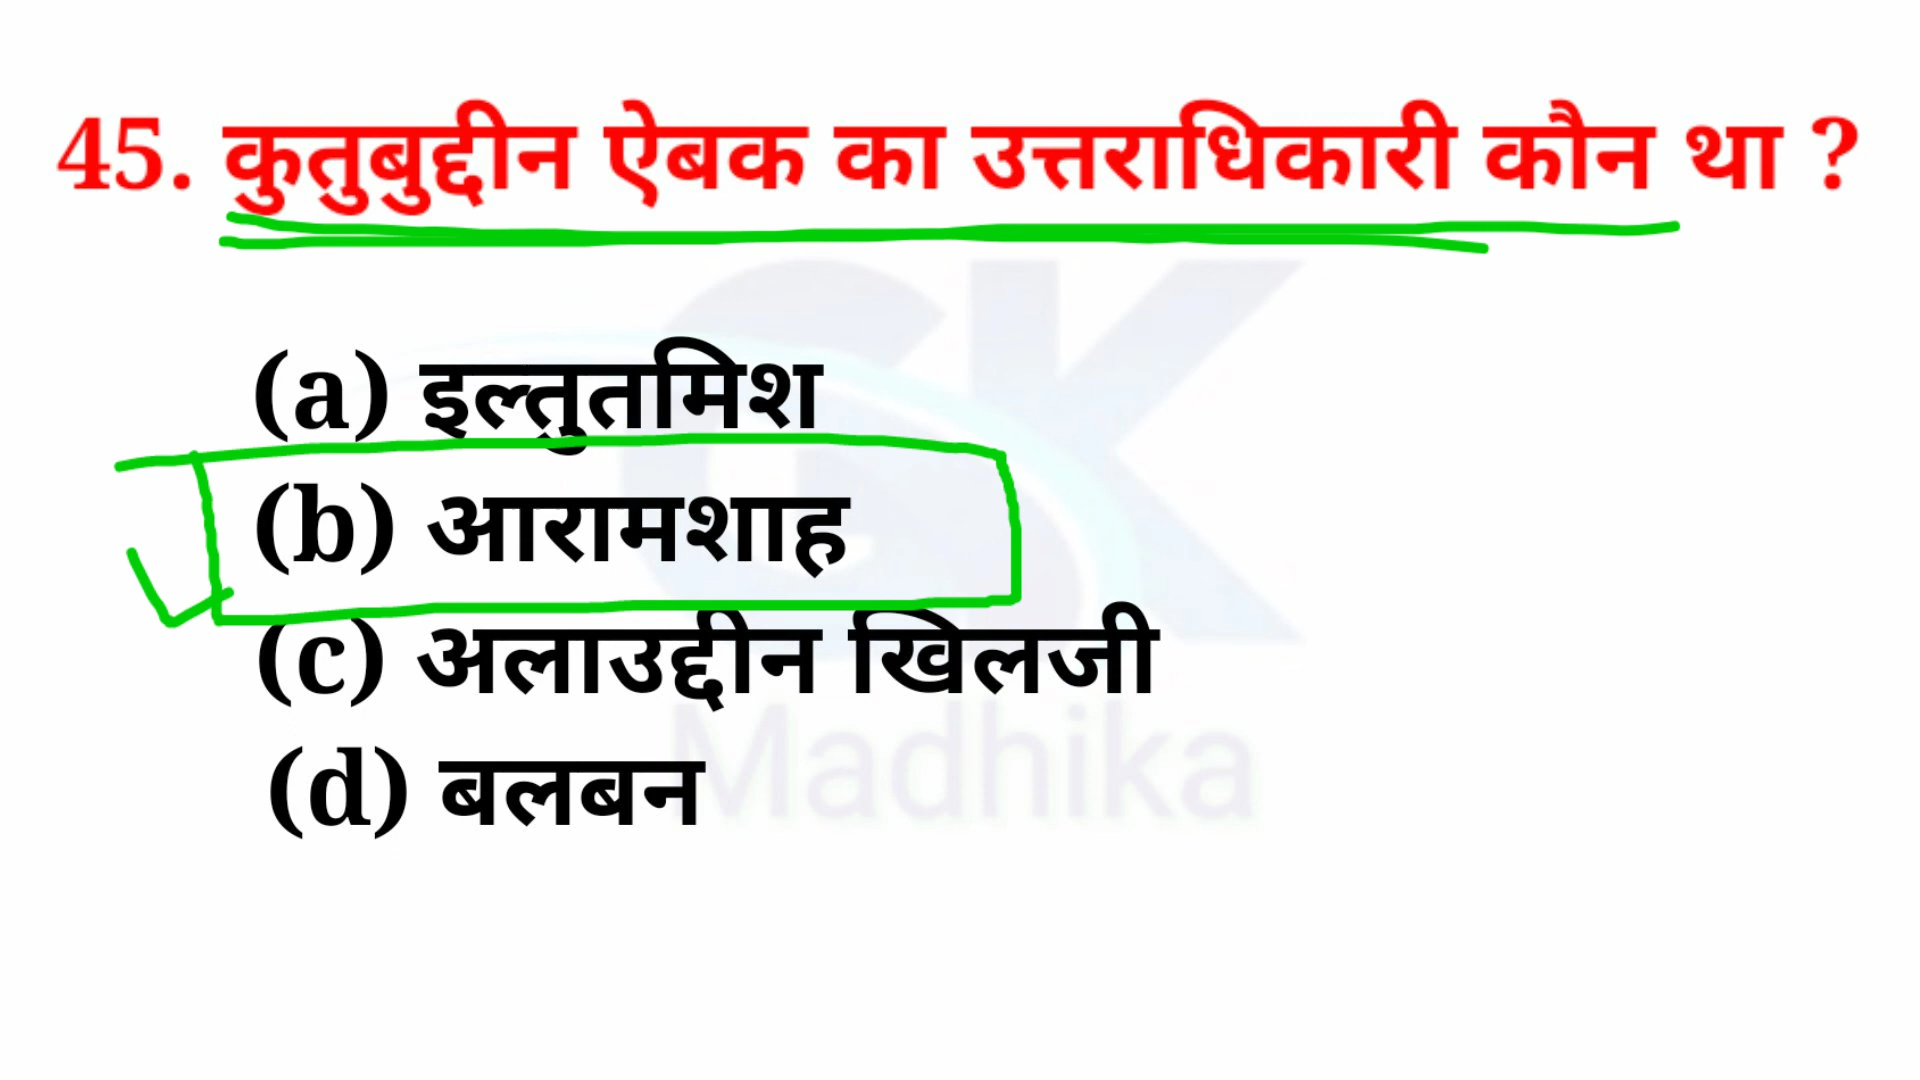 45. कुतुबुद्दीन ऐबक का उत्तराधिकारी कौन था ?
(a) इल्तुतमिश
(b) आरामशाह
(c) अलाउद्दीन खिलजी
(d) बलबन
GK
Madhika